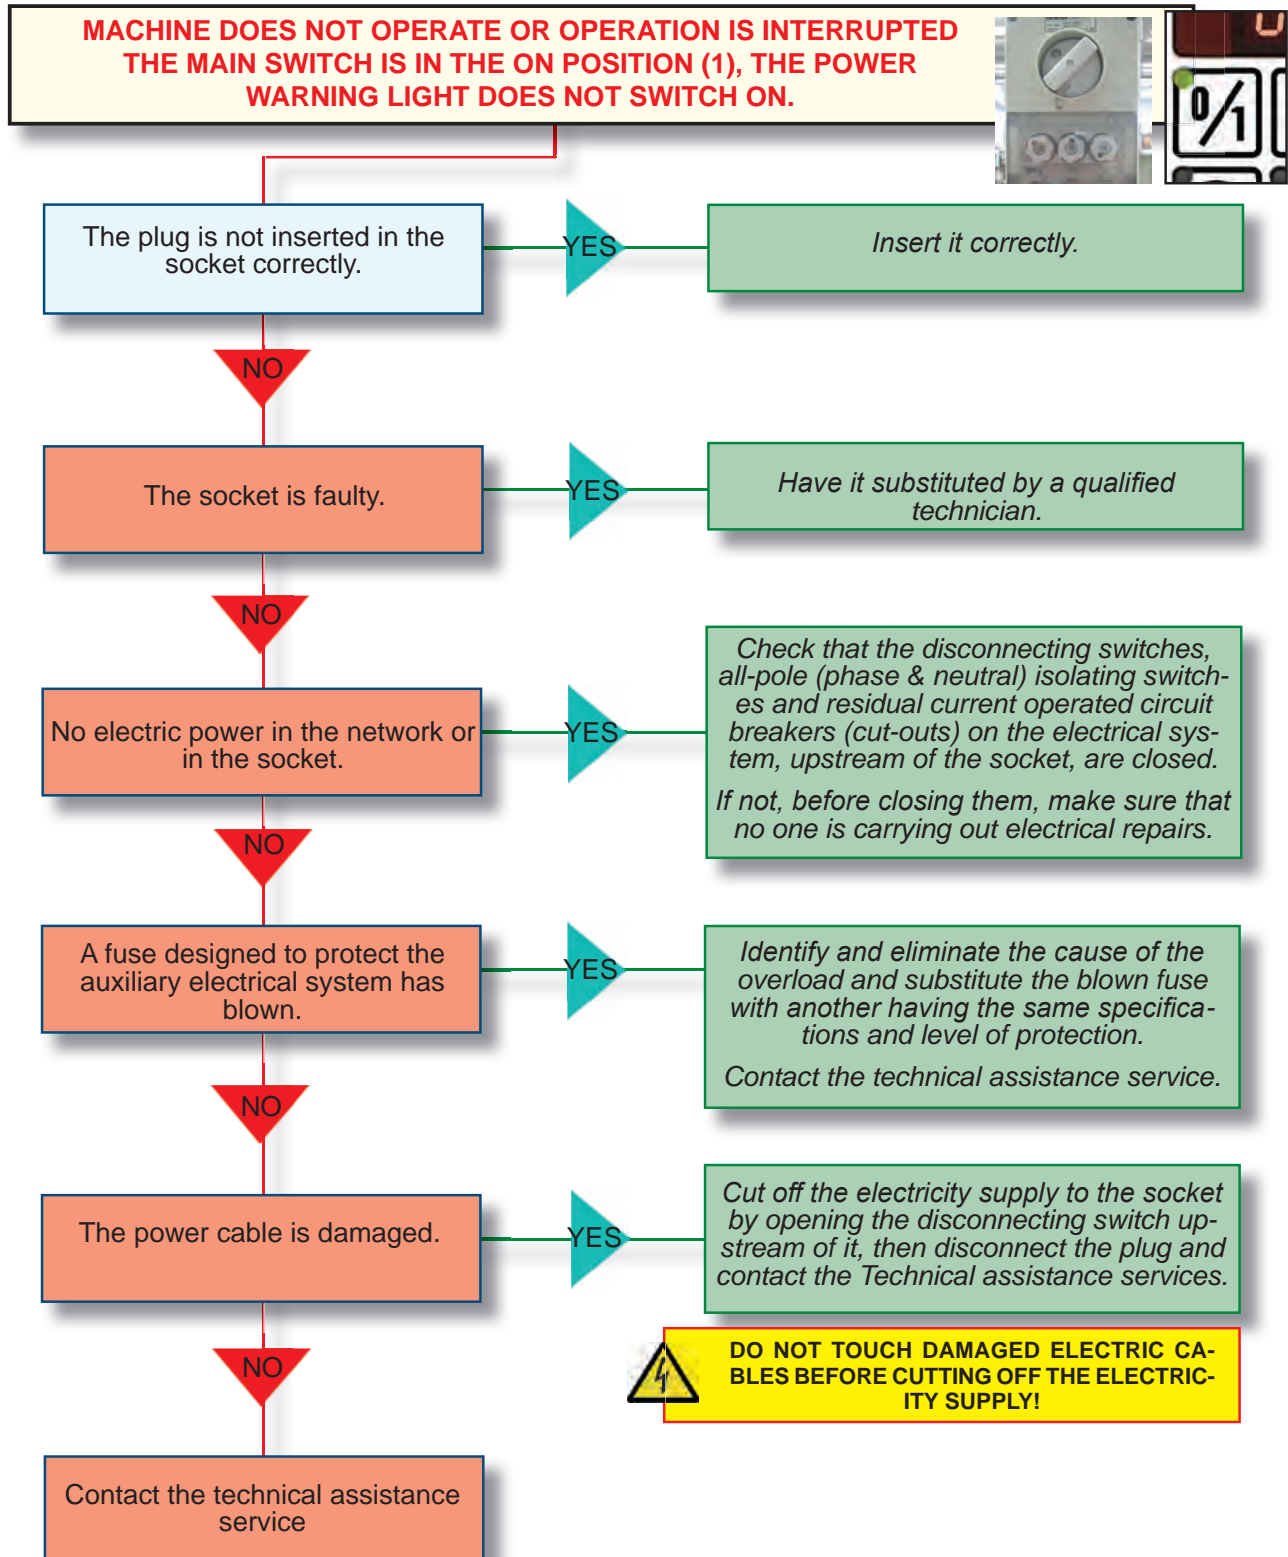 MACHINE DOES NOT OPERATE OR OPERATION IS INTERRUPTED
THE MAIN SWITCH IS IN THE ON POSITION (1), THE POWER
WARNING LIGHT DOES NOT SWITCH ON.
0/1
The plug is not inserted in the
socket correctly.
YES
Insert it correctly.
NO
The socket is faulty.
YES
Have it substituted by a qualified
technician.
NO
No electric power in the network or
in the socket.
YES
Check that the disconnecting switches,
all-pole (phase & neutral) isolating switch-
es and residual current operated circuit
breakers (cut-outs) on the electrical sys-
tem, upstream of the socket, are closed.
If not, before closing them, make sure that
no one is carrying out electrical repairs.
NO
A fuse designed to protect the
auxiliary electrical system has
blown.
YES
Identify and eliminate the cause of the
overload and substitute the blown fuse
with another having the same specifica-
tions and level of protection.
Contact the technical assistance service.
NO
The power cable is damaged.
YES
Cut off the electricity supply to the socket
by opening the disconnecting switch up-
stream of it, then disconnect the plug and
contact the Technical assistance services.
DO NOT TOUCH DAMAGED ELECTRIC CA-
BLES BEFORE CUTTING OFF THE ELECTRIC-
ITY SUPPLY!
NO
Contact the technical assistance
service